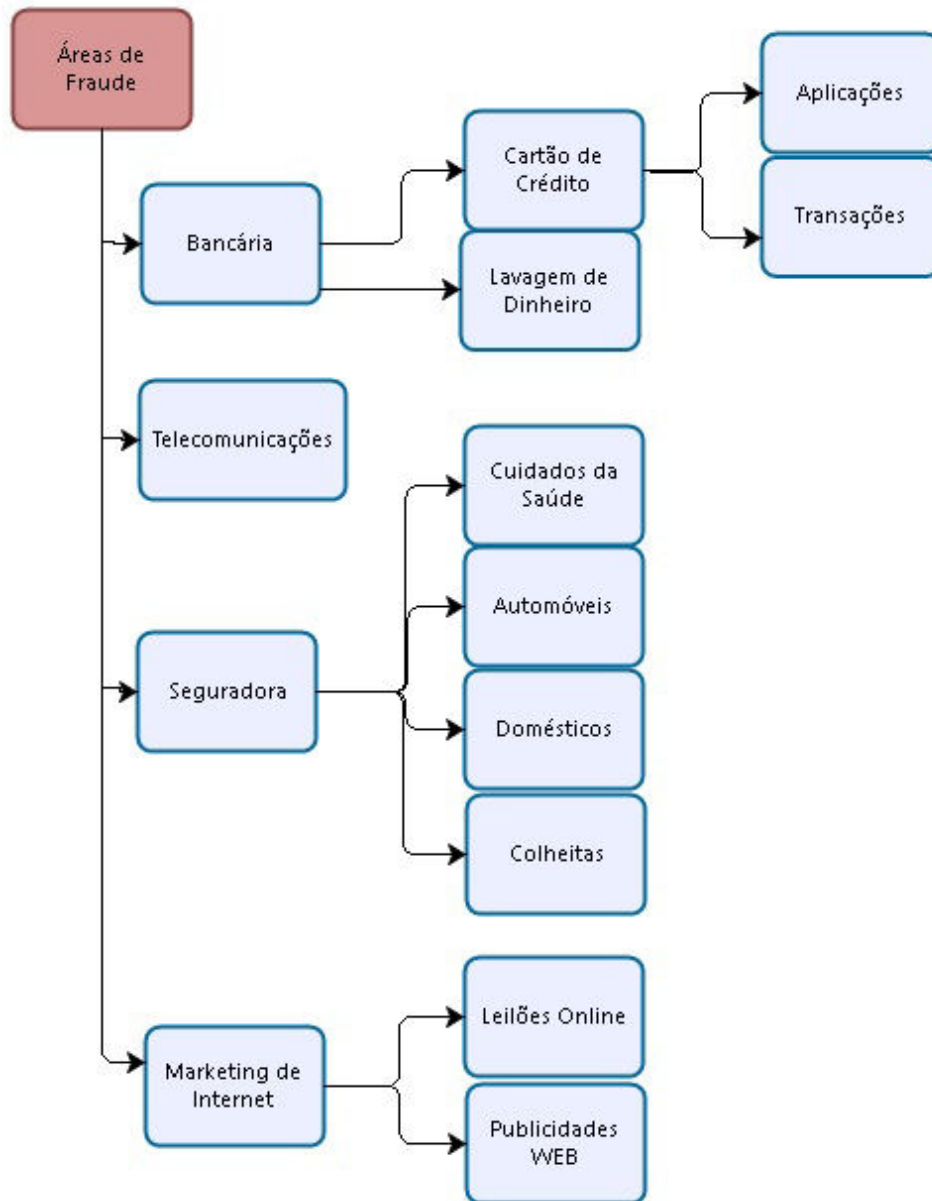 Áreas de
Fraude
Bancária
Cartão de
Crédito
Aplicações
Transações
Lavagem de
Dinheiro
Telecomunicações
Seguradora
Cuidados da
Saúde
Automóveis
Domésticos
Colheitas
Marketing de
Internet
Leilões Online
Publicidades
WEB